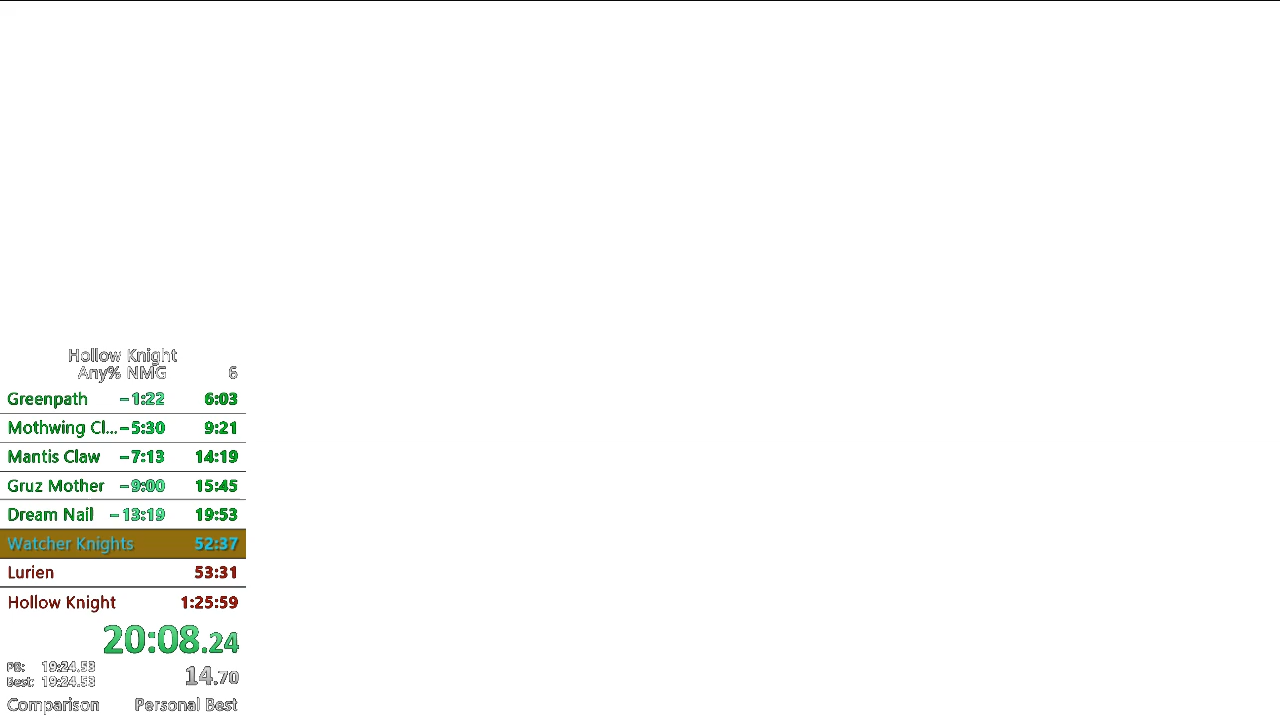 Hollow Knight
Any% NMG 6
Greenpath −1:22 6:03
Mothwing Cl... −5:30 9:21
Mantis Claw −7:13 14:19
Gruz Mother −9:00 15:45
Dream Nail −13:19 19:53
Watcher Knights 52:37
Lurien 53:31
Hollow Knight 1:25:59
20:08.24
PB: 19:24.53 14.70
Best: 19:24.53
Comparison Personal Best